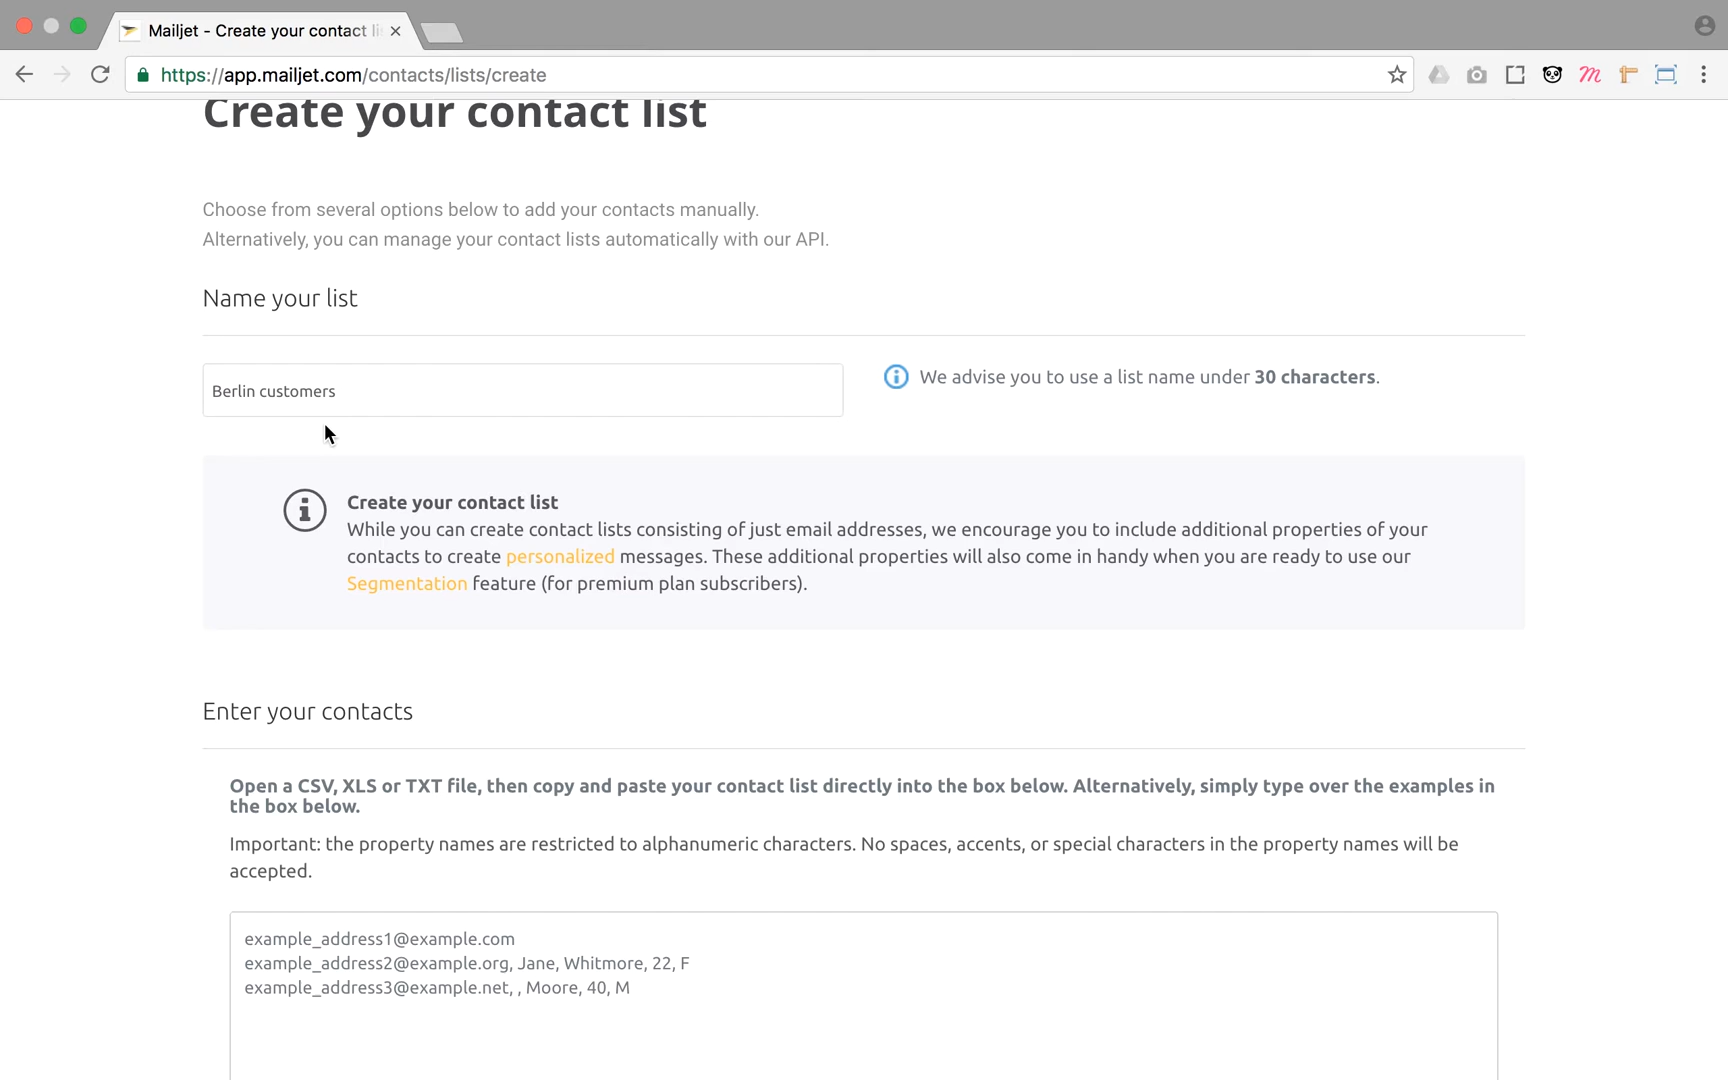 Mailjet - Create your contact li
https://app.mailjet.com/contacts/lists/create
Create your contact list
Choose from several options below to add your contacts manually.
Alternatively, you can manage your contact lists automatically with our API.
Name your list
Berlin customers
We advise you to use a list name under 30 characters.
Create your contact list
While you can create contact lists consisting of just email addresses, we encourage you to include additional properties of your
contacts to create personalized messages. These additional properties will also come in handy when you are ready to use our
Segmentation feature (for premium plan subscribers).
Enter your contacts
Open a CSV, XLS or TXT file, then copy and paste your contact list directly into the box below. Alternatively, simply type over the examples in
the box below.
Important: the property names are restricted to alphanumeric characters. No spaces, accents, or special characters in the property names will be
accepted.
example_address1@example.com
example_address2@example.org, Jane, Whitmore, 22, F
example_address3@example.net, , Moore, 40, M